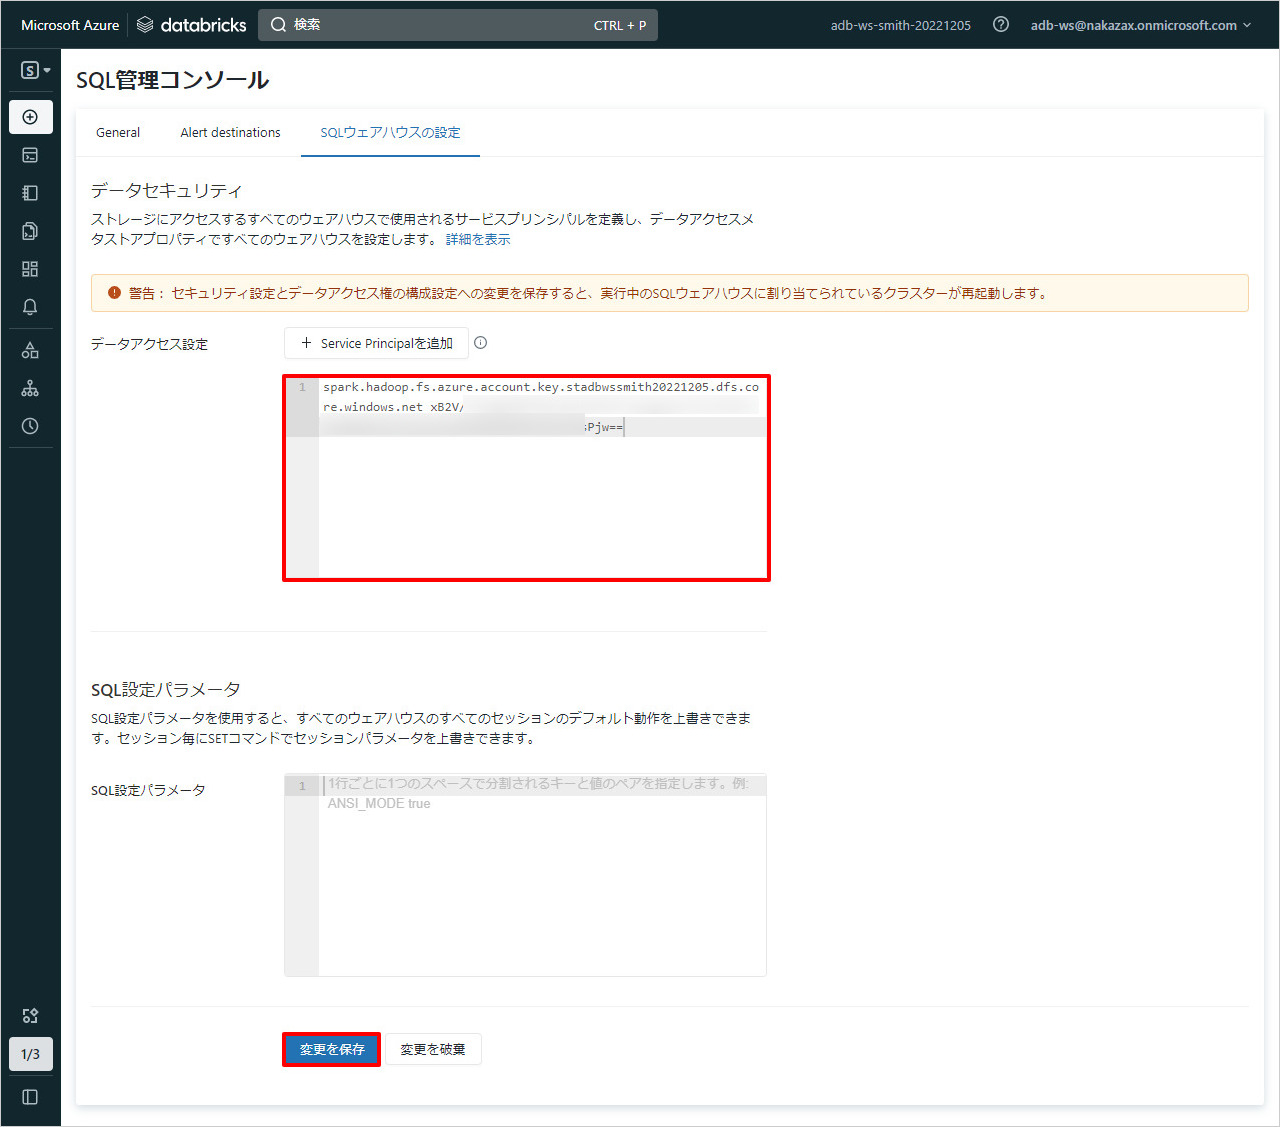 Microsoft Azure databricks 検索 CTRL + P adb-ws-smith-20221205 adb-ws@nakazax.onmicrosoft.com
S
SQL管理コンソール
General Alert destinations SQLウェアハウスの設定
データセキュリティ
ストレージにアクセスするすべてのウェアハウスで使用されるサービスプリンシパルを定義し、データアクセスメ
タストアプロパティですべてのウェアハウスを設定します。 詳細を表示
警告： セキュリティ設定とデータアクセス権の構成設定への変更を保存すると、実行中のSQLウェアハウスに割り当てられているクラスターが再起動します。
データアクセス設定
+ Service Principalを追加
1 spark.hadoop.fs.azure.account.key.stadbwssmith20221205.dfs.co
re.windows.net xB2V/
sPjw==
SQL設定パラメータ
SQL設定パラメータを使用すると、すべてのウェアハウスのすべてのセッションのデフォルト動作を上書きできま
す。セッション毎にSETコマンドでセッションパラメータを上書きできます。
SQL設定パラメータ
1 1行ごとに1つのスペースで分割されるキーと値のペアを指定します。例:
ANSI_MODE true
変更を保存 変更を破棄
1/3